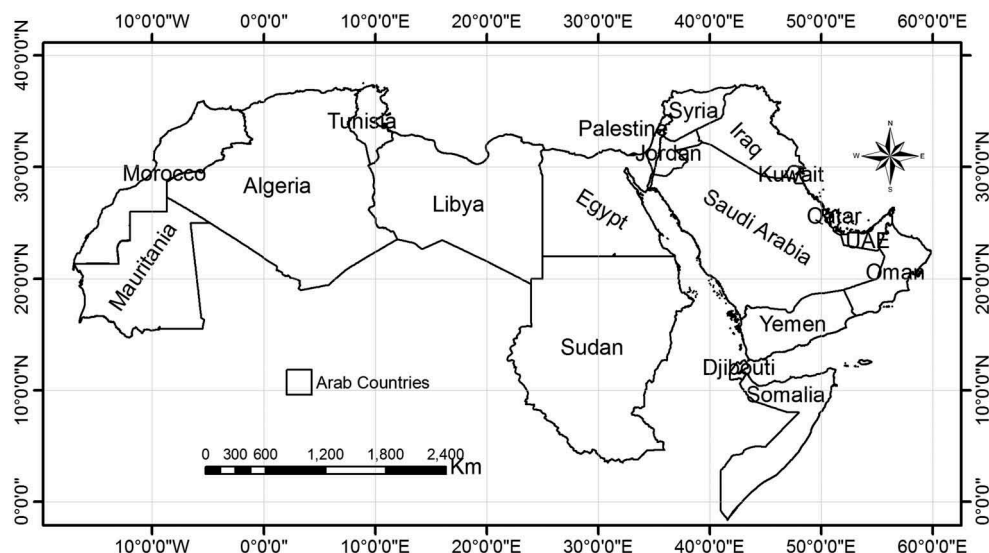 10°0'0"W 0°0'0" 10°0'0"E 20°0'0"E 30°0'0"E 40°0'0"E 50°0'0"E 60°0'0"E
40°0'0"N 40°0'0"N
30°0'0"N 30°0'0"N
20°0'0"N 20°0'0"N
10°0'0"N 10°0'0"N
0°0'0" 0°0'0"
N
W E
S
Syria
Tunisia Palestine
Iraq
Jordan
Morocco Kuwait
Algeria
Libya
Egypt
Qatar
Saudi Arabia
UAE
Mauritania
Oman
Yemen
Sudan
Djibouti
Arab Countries
Somalia
0 300 600 1,200 1,800 2,400
Km
10°0'0"W 0°0'0" 10°0'0"E 20°0'0"E 30°0'0"E 40°0'0"E 50°0'0"E 60°0'0"E